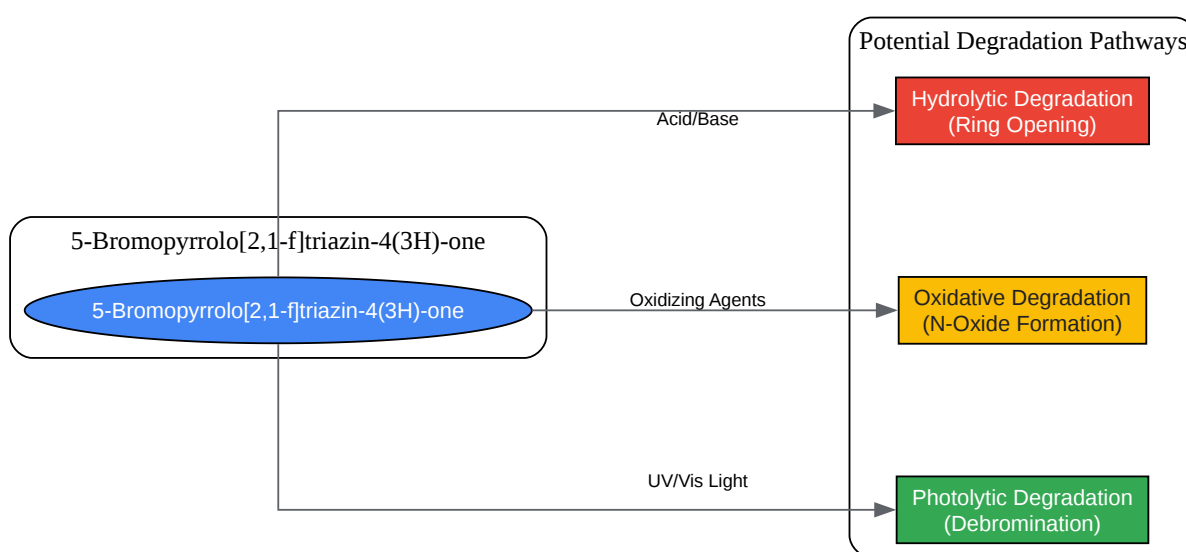 Potential Degradation Pathways
Hydrolytic Degradation
(Ring Opening)
Acid/Base
5-Bromopyrrolo[2,1-f]triazin-4(3H)-one
5-Bromopyrrolo[2,1-f]triazin-4(3H)-one
Oxidizing Agents
Oxidative Degradation
(N-Oxide Formation)
UV/Vis Light
Photolytic Degradation
(Debromination)